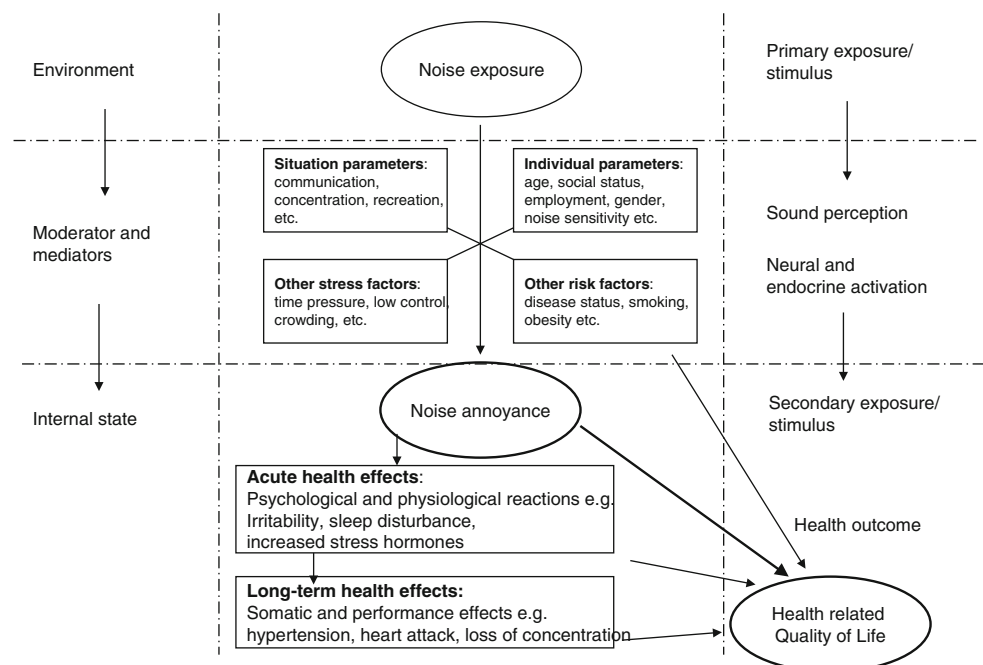 Environment
Noise exposure
Primary exposure/
stimulus
Situation parameters:
communication,
concentration, recreation,
etc.
Individual parameters:
age, social status,
employment, gender,
noise sensitivity etc.
Moderator and
mediators
Sound perception
Neural and
endocrine activation
Other stress factors:
time pressure, low control,
crowding, etc.
Other risk factors:
disease status, smoking,
obesity etc.
Internal state
Noise annoyance
Secondary exposure/
stimulus
Acute health effects:
Psychological and physiological reactions e.g.
Irritability, sleep disturbance,
increased stress hormones
Health outcome
Long-term health effects:
Somatic and performance effects e.g.
hypertension, heart attack, loss of concentration
Health related
Quality of Life